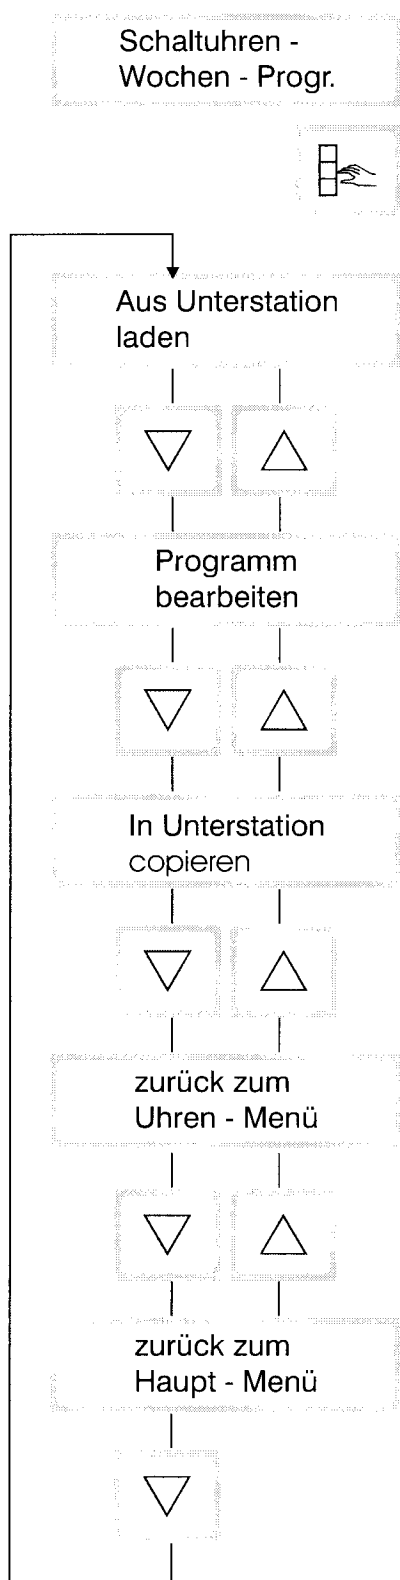 Schaltuhren -
Wochen - Progr.
Aus Unterstation
laden
Programm
bearbeiten
In Unterstation
copieren
zurück zum
Uhren - Menü
zurück zum
Haupt - Menü